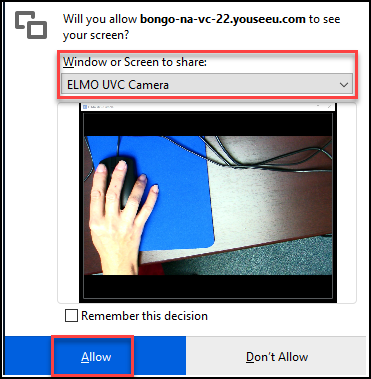 Will you allow bongo-na-vc-22.youseeu.com to see
your screen?
Window or Screen to share:
ELMO UVC Camera
Remember this decision
Allow
Don't Allow